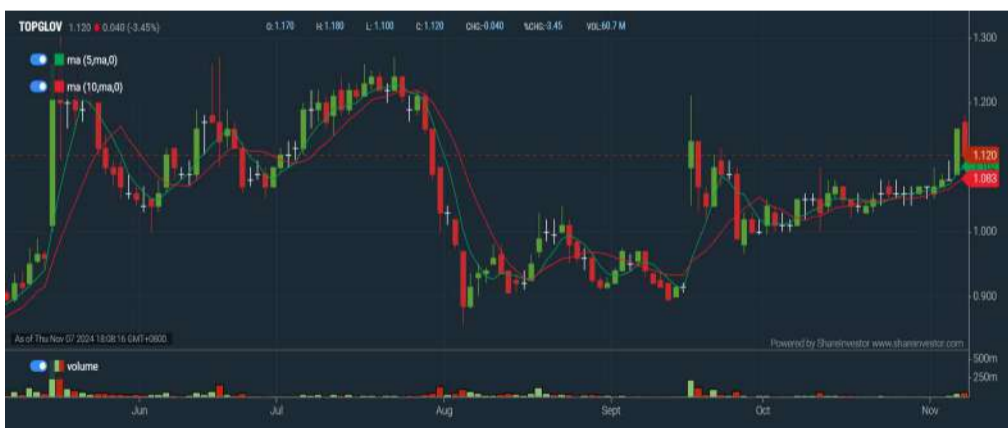 TOPGLOV 1.120 0.040 (-3.45%) O:1.170 H:1.180 L:1.100 C:1.120 CHG:-0.040 %CHG:-3.45 VOL:60.7 M
ma (5,ma,0)
ma (10,ma,0)
1.300
1.200
1.120
1.083
1.000
0.900
As of Thu Nov 07 2024 18:08:16 GMT+0800
Powered by ShareInvestor www.shareinvestor.com
volume
500m
250m
Jun Jul Aug Sept Oct Nov